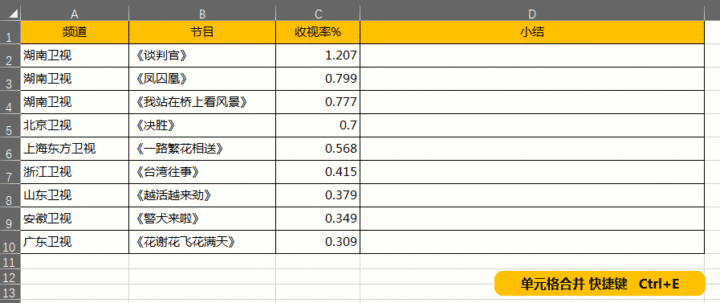 A B C D
1 频道 节目 收视率% 小结
2 湖南卫视 《谈判官》 1.207
3 湖南卫视 《凤囚凰》 0.799
4 湖南卫视 《我站在桥上看风景》 0.777
5 北京卫视 《决胜》 0.7
6 上海东方卫视 《一路繁花相送》 0.568
7 浙江卫视 《台湾往事》 0.415
8 山东卫视 《越活越来劲》 0.379
9 安徽卫视 《警犬来啦》 0.349
10 广东卫视 《花谢花飞花满天》 0.309
11
12
13
单元格合并 快捷键 Ctrl+E